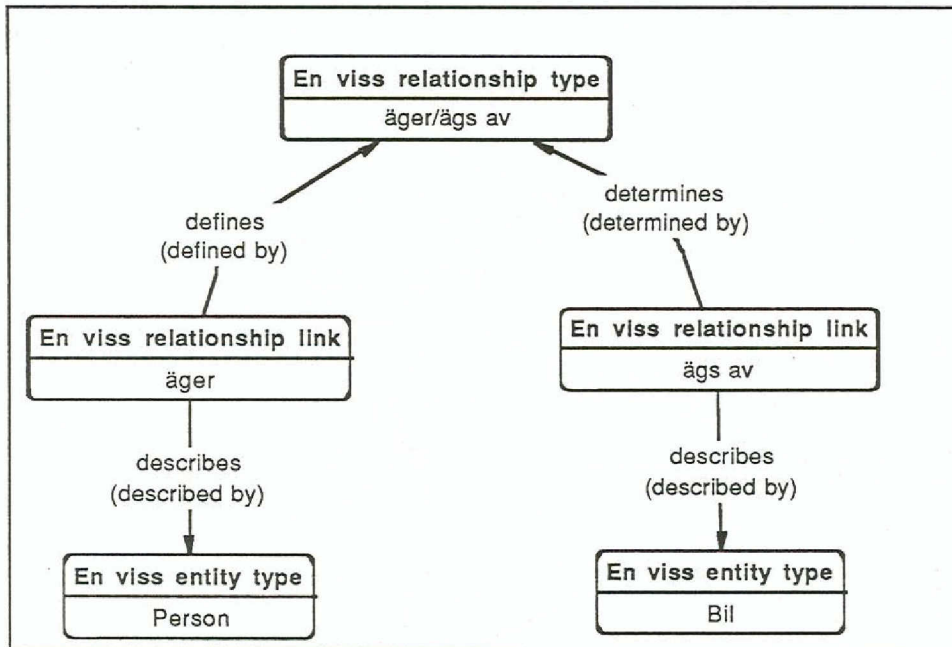 En viss relationship type
äger/ägs av
defines
(defined by)
determines
(determined by)
En viss relationship link
äger
En viss relationship link
ägs av
describes
(described by)
describes
(described by)
En viss entity type
Person
En viss entity type
Bil